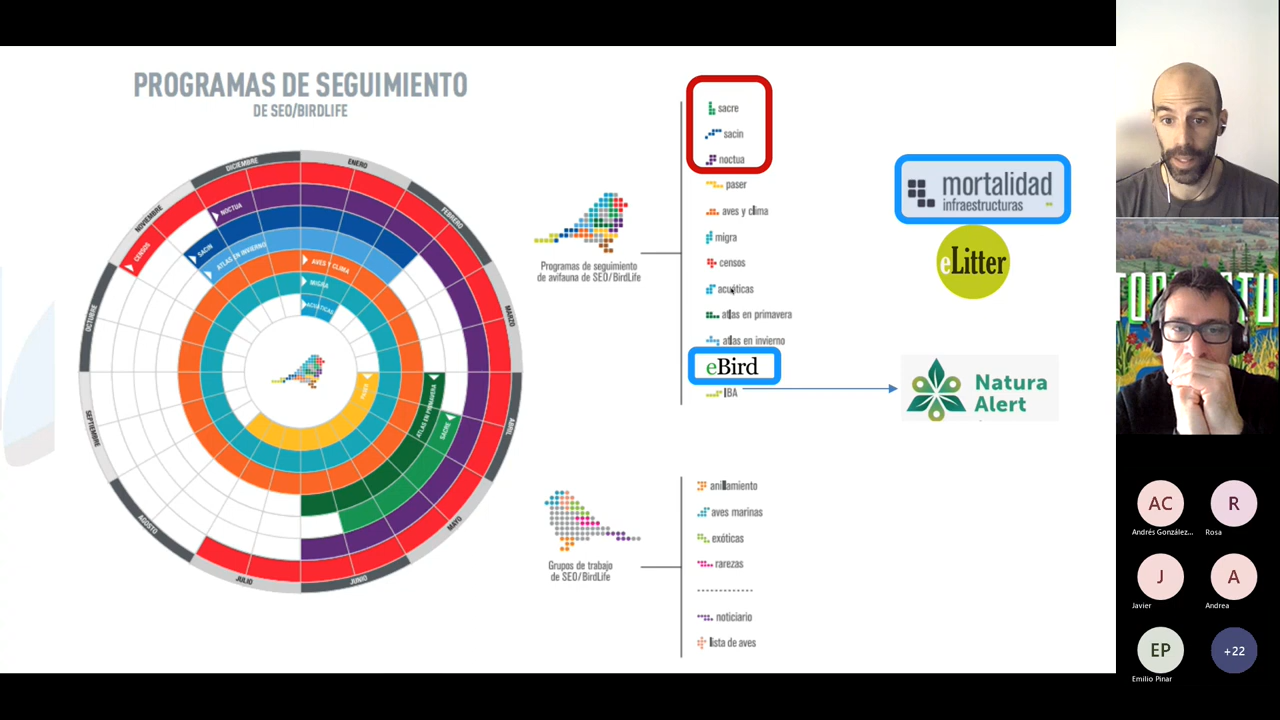 PROGRAMAS DE SEGUIMIENTO
DE SEO/BIRDLIFE
DICIEMBRE
ENERO
FEBRERO
MARZO
ABRIL
MAYO
JUNIO
JULIO
AGOSTO
SEPTIEMBRE
OCTUBRE
NOVIEMBRE
CENSOS
NOCTUA
SACIN
ATLAS EN INVIERNO
AVES Y CLIMA
MIGRA
ACUÁTICAS
PASER
ATLAS EN PRIMAVERA
SACRE
Programas de seguimiento
de avifauna de SEO/BirdLife
sacre
sacin
noctua
paser
aves y clima
migra
censos
acuáticas
atlas en primavera
atlas en invierno
eBird
IBA
mortalidad
infraestructuras
eLitter
Natura
Alert
Grupos de trabajo
de SEO/BirdLife
anillamiento
aves marinas
exóticas
rarezas
noticiario
lista de aves
AC
R
Andrés González...
Rosa
J
A
Javier
Andrea
EP
+22
Emilio Pinar